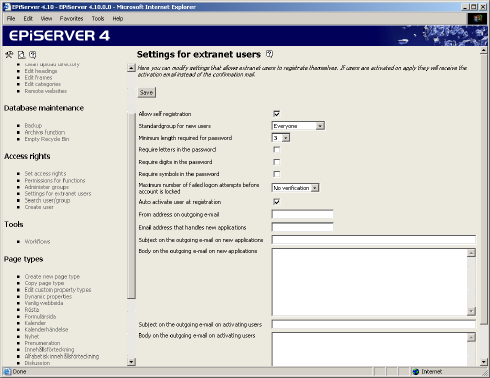 EPiServer 4.10 - EPiServer 4.10.0.0 - Microsoft Internet Explorer
File Edit View Favorites Tools Help
EPiSERVER 4
Clean upload directory
Edit headings
Edit frames
Edit categories
Remote websites
Database maintenance
Backup
Archive function
Empty Recycle Bin
Access rights
Set access rights
Permissions for functions
Administer groups
Settings for extranet users
Search user/group
Create user
Tools
Workflows
Page types
Create new page type
Copy page type
Edit custom property types
Dynamic properties
Vanlig webbsida
Rösta
Formulärsida
Kalender
Kalenderhändelse
Nyhet
Prenumeration
Innehållsförteckning
Alfabetisk innehållsförteckning
Diskussion
Settings for extranet users
Here you can modify settings that allows extranet users to registrate themselves. If users are activated on apply they will receive the
activation email instead of the confirmation mail.
Save
Allow self registration
Standardgroup for new users Everyone
Minimum length required for password 3
Require letters in the password
Require digits in the password
Require symbols in the password
Maximum number of failed logon attempts before
account is locked No verification
Auto activate user at registration
From address on outgoing e-mail
Email address that handles new applications
Subject on the outgoing e-mail on new applications
Body on the outgoing e-mail on new applications
Subject on the outgoing e-mail on activating users
Body on the outgoing e-mail on activating users
Done Internet